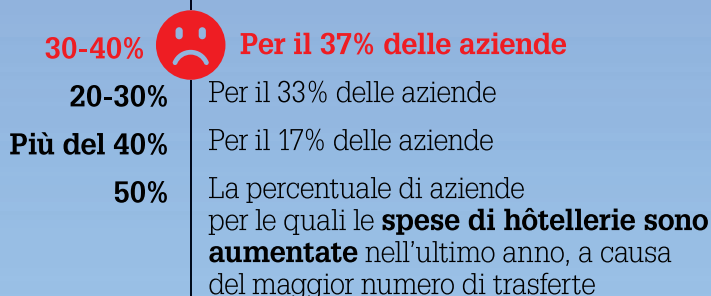 30-40% Per il 37% delle aziende
20-30% Per il 33% delle aziende
Più del 40% Per il 17% delle aziende
50% La percentuale di aziende
per le quali le spese di hôtellerie sono
aumentate nell'ultimo anno, a causa
del maggior numero di trasferte